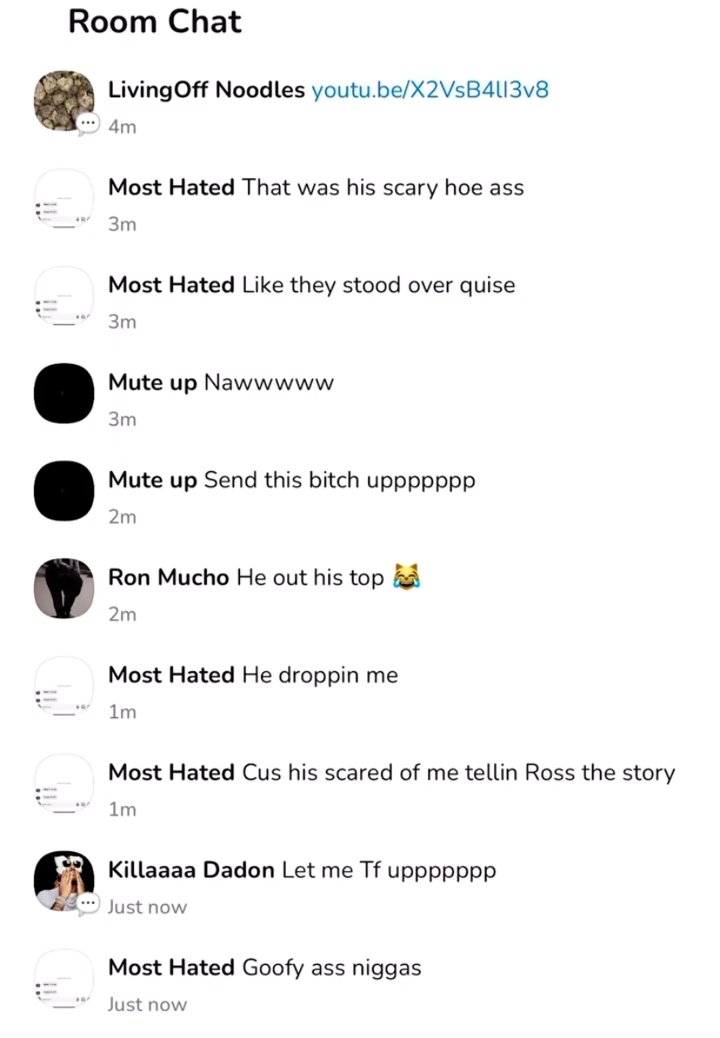 Room Chat
LivingOff Noodles youtu.be/X2VsB4lI3v8
4m
Most Hated That was his scary hoe ass
3m
Most Hated Like they stood over quise
3m
Mute up Nawwwww
3m
Mute up Send this bitch uppppppp
2m
Ron Mucho He out his top 😹
2m
Most Hated He droppin me
1m
Most Hated Cus his scared of me tellin Ross the story
1m
Killaaaa Dadon Let me Tf uppppppp
Just now
Most Hated Goofy ass niggas
Just now